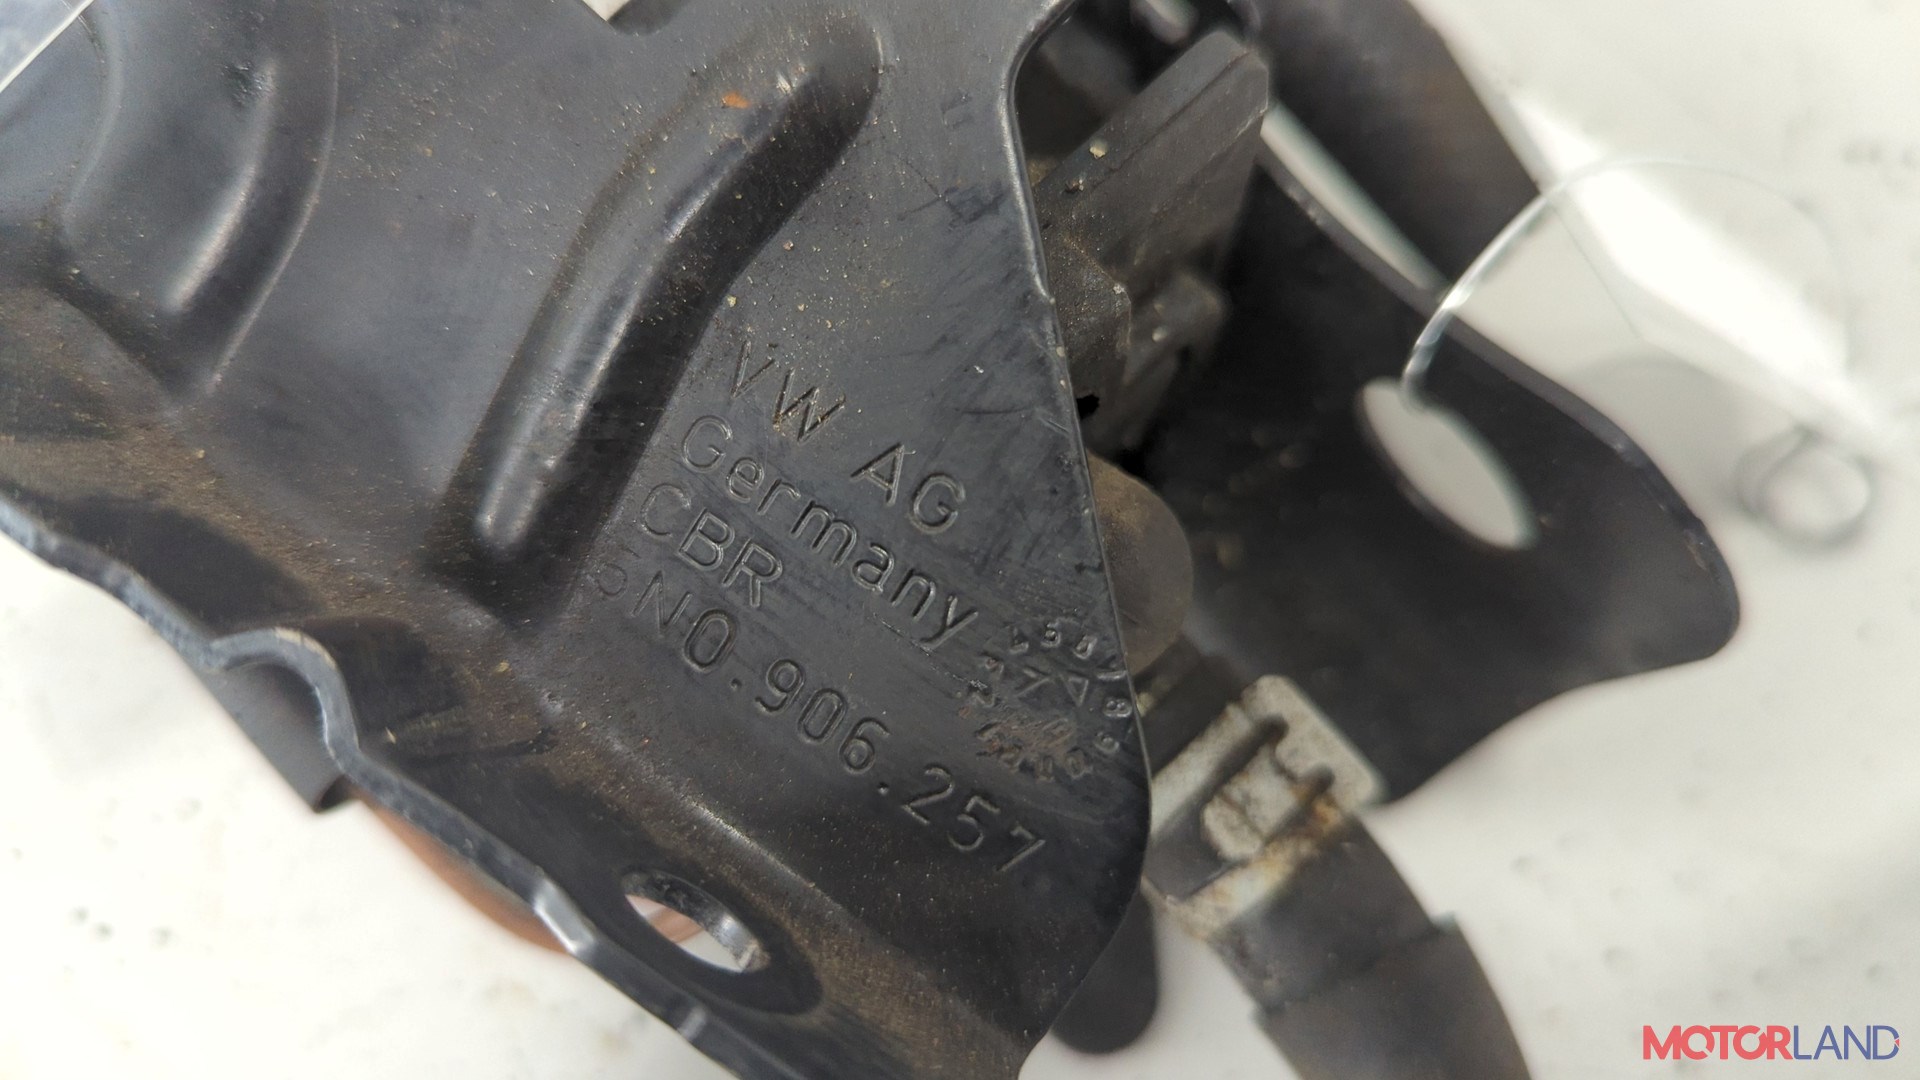 VW AG
Germany
CBR
5N0.906.257
MOTORLAND